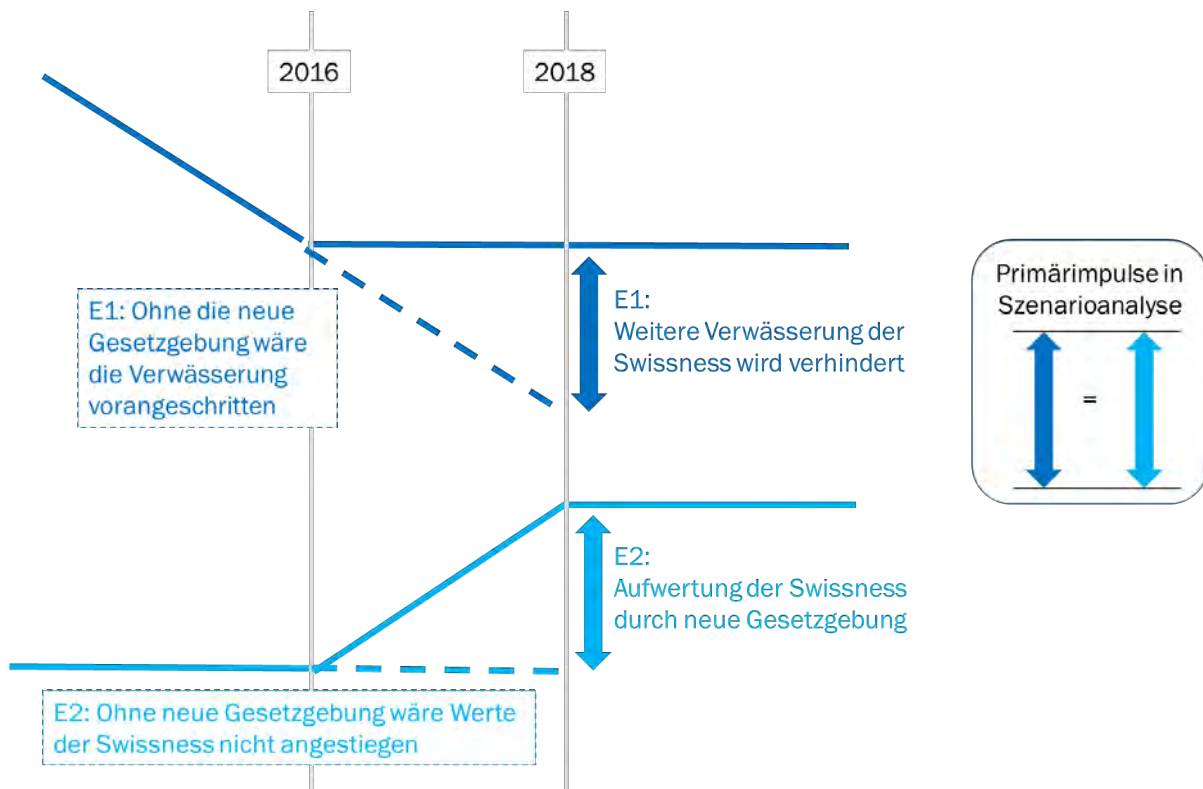 2016
2018
E1: Ohne die neue
Gesetzgebung wäre
die Verwässerung
vorangeschritten
E1:
Weitere Verwässerung der
Swissness wird verhindert
Primärimpulse in
Szenarioanalyse
=
E2:
Aufwertung der Swissness
durch neue Gesetzgebung
E2: Ohne neue Gesetzgebung wäre Werte
der Swissness nicht angestiegen